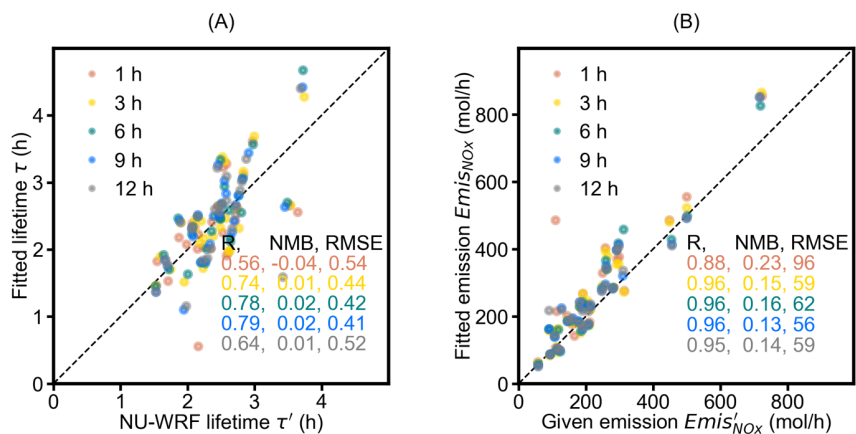 (A)
1 h
3 h
6 h
9 h
12 h
R, NMB, RMSE
0.56, -0.04, 0.54
0.74, 0.01, 0.44
0.78, 0.02, 0.42
0.79, 0.02, 0.41
0.64, 0.01, 0.52
4
3
2
1
0
0 1 2 3 4
Fitted lifetime τ (h)
NU-WRF lifetime τ′ (h)
(B)
1 h
3 h
6 h
9 h
12 h
R, NMB, RMSE
0.88, 0.23, 96
0.96, 0.15, 59
0.96, 0.16, 62
0.96, 0.13, 56
0.95, 0.14, 59
800
600
400
200
0
0 200 400 600 800
Fitted emission Emis_NOx (mol/h)
Given emission Emis′_NOx (mol/h)